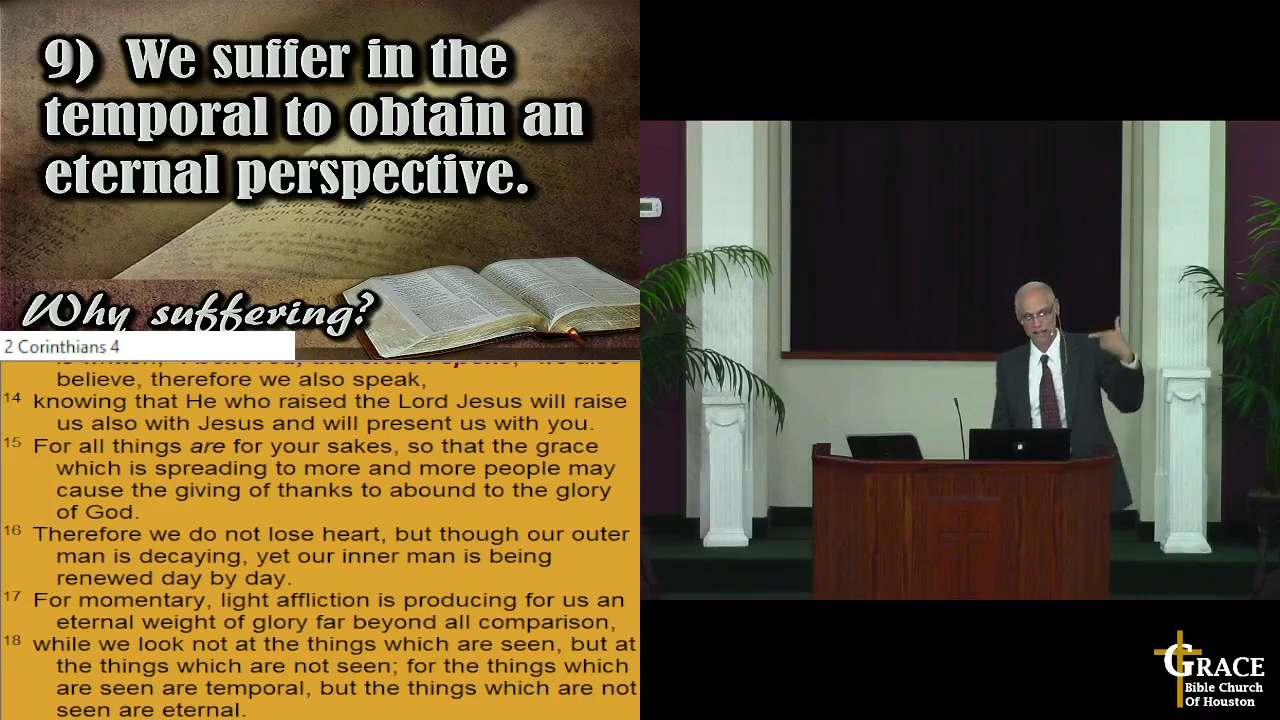 9) We suffer in the
temporal to obtain an
eternal perspective.
Why suffering?
2 Corinthians 4
believe, therefore we also speak,
14 knowing that He who raised the Lord Jesus will raise
us also with Jesus and will present us with you.
15 For all things are for your sakes, so that the grace
which is spreading to more and more people may
cause the giving of thanks to abound to the glory
of God.
16 Therefore we do not lose heart, but though our outer
man is decaying, yet our inner man is being
renewed day by day.
17 For momentary, light affliction is producing for us an
eternal weight of glory far beyond all comparison,
18 while we look not at the things which are seen, but at
the things which are not seen; for the things which
are seen are temporal, but the things which are not
seen are eternal.
GRACE
Bible Church
Of Houston